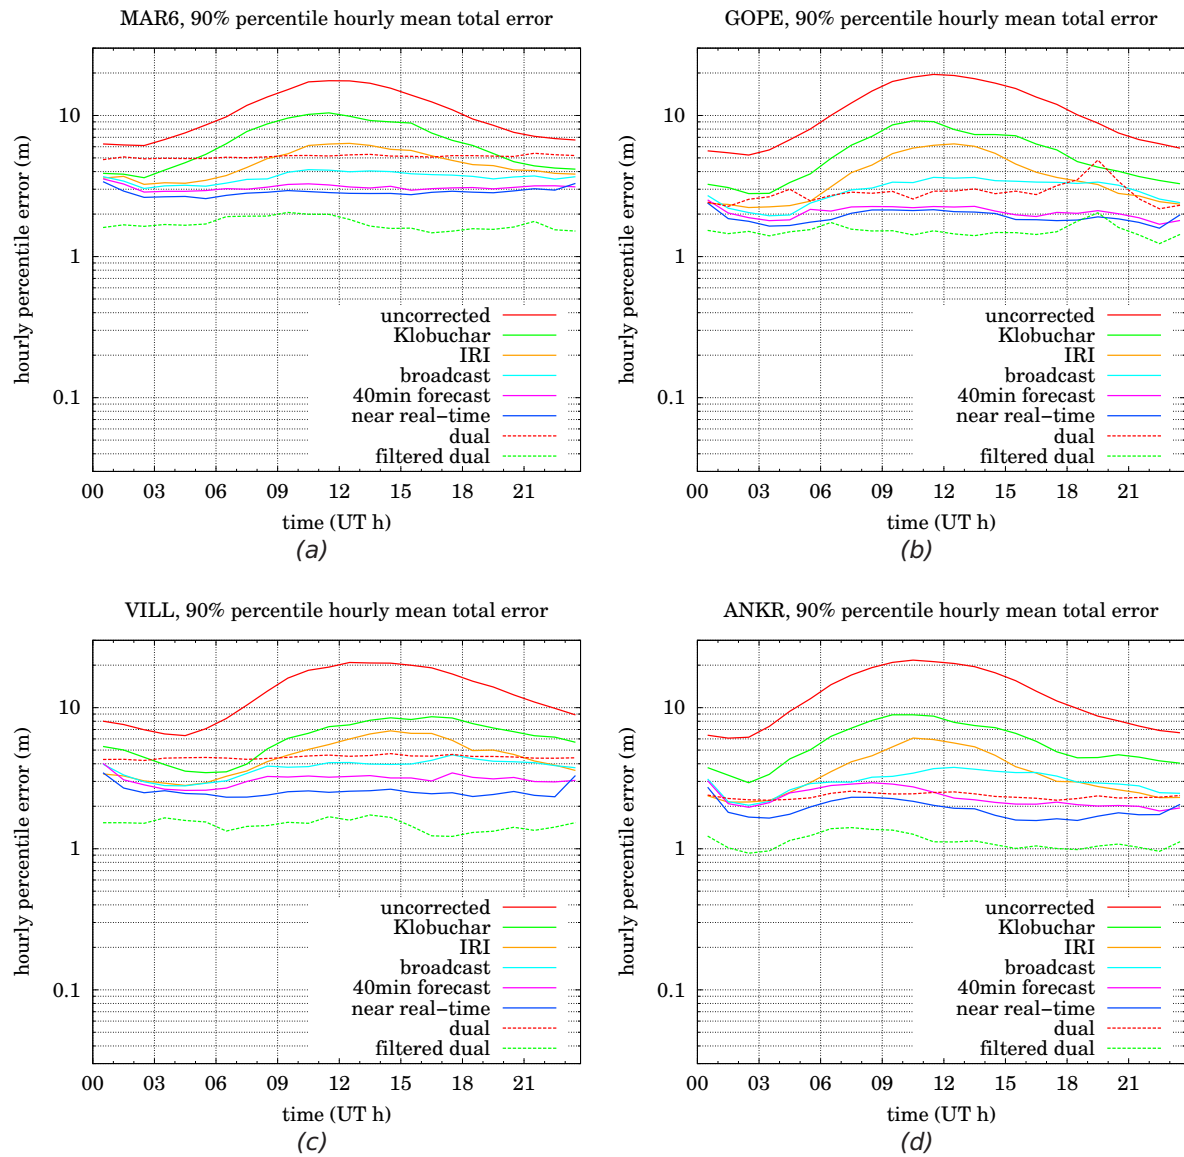 MAR6, 90% percentile hourly mean total error
hourly percentile error (m)
10
1
0.1
uncorrected
Klobuchar
IRI
broadcast
40min forecast
near real-time
dual
filtered dual
00 03 06 09 12 15 18 21
time (UT h)
(a)
GOPE, 90% percentile hourly mean total error
hourly percentile error (m)
10
1
0.1
uncorrected
Klobuchar
IRI
broadcast
40min forecast
near real-time
dual
filtered dual
00 03 06 09 12 15 18 21
time (UT h)
(b)
VILL, 90% percentile hourly mean total error
hourly percentile error (m)
10
1
0.1
uncorrected
Klobuchar
IRI
broadcast
40min forecast
near real-time
dual
filtered dual
00 03 06 09 12 15 18 21
time (UT h)
(c)
ANKR, 90% percentile hourly mean total error
hourly percentile error (m)
10
1
0.1
uncorrected
Klobuchar
IRI
broadcast
40min forecast
near real-time
dual
filtered dual
00 03 06 09 12 15 18 21
time (UT h)
(d)